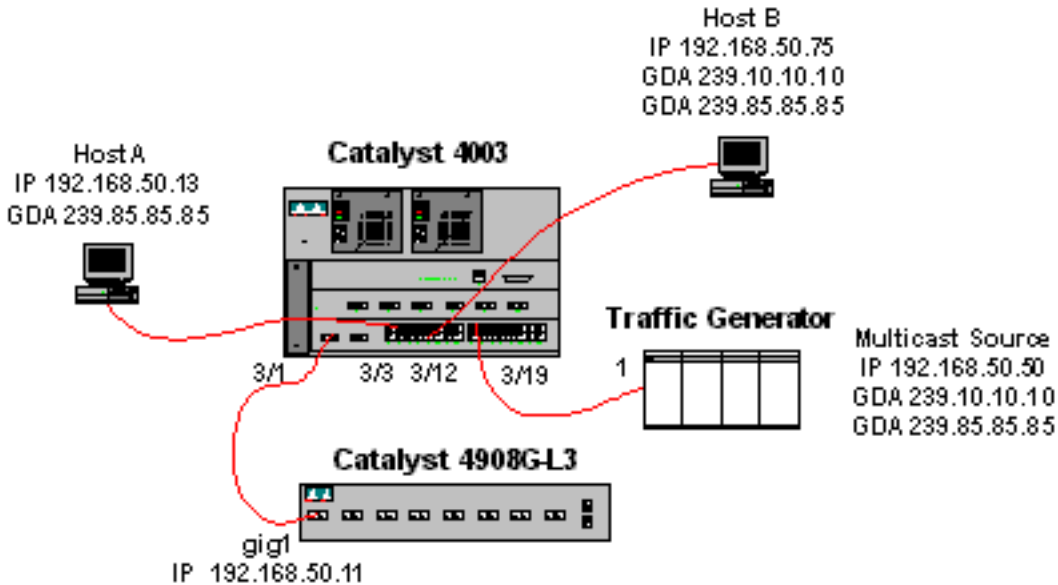 Host B
IP 192.168.50.75
GDA 239.10.10.10
GDA 239.85.85.85
Catalyst 4003
Host A
IP 192.168.50.13
GDA 239.85.85.85
Traffic Generator
1
Multicast Source
IP 192.168.50.50
GDA 239.10.10.10
GDA 239.85.85.85
3/1 3/3 3/12 3/19
Catalyst 4908G-L3
gig1
IP 192.168.50.11